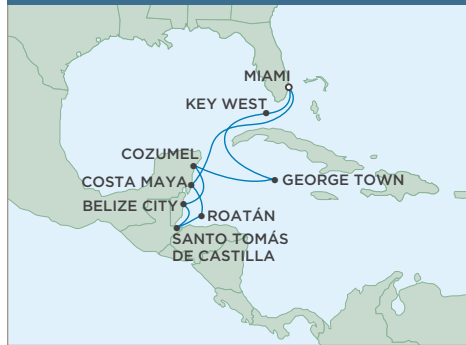 MIAMI
KEY WEST
COZUMEL
COSTA MAYA
GEORGE TOWN
BELIZE CITY
ROATÁN
SANTO TOMÁS
DE CASTILLA